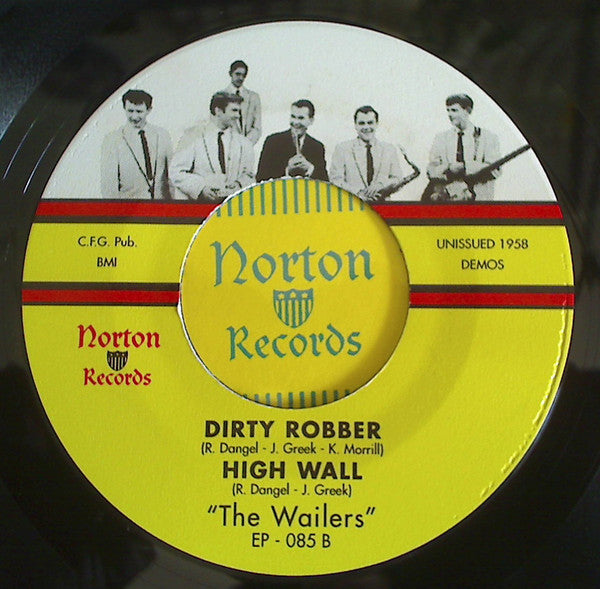 C.F.G. Pub.
BMI
UNISSUED 1958
DEMOS
Norton
Records
Norton
Records
DIRTY ROBBER
(R. Dangel - J. Greek - K. Morrill)
HIGH WALL
(R. Dangel - J. Greek)
"The Wailers"
EP - 085 B